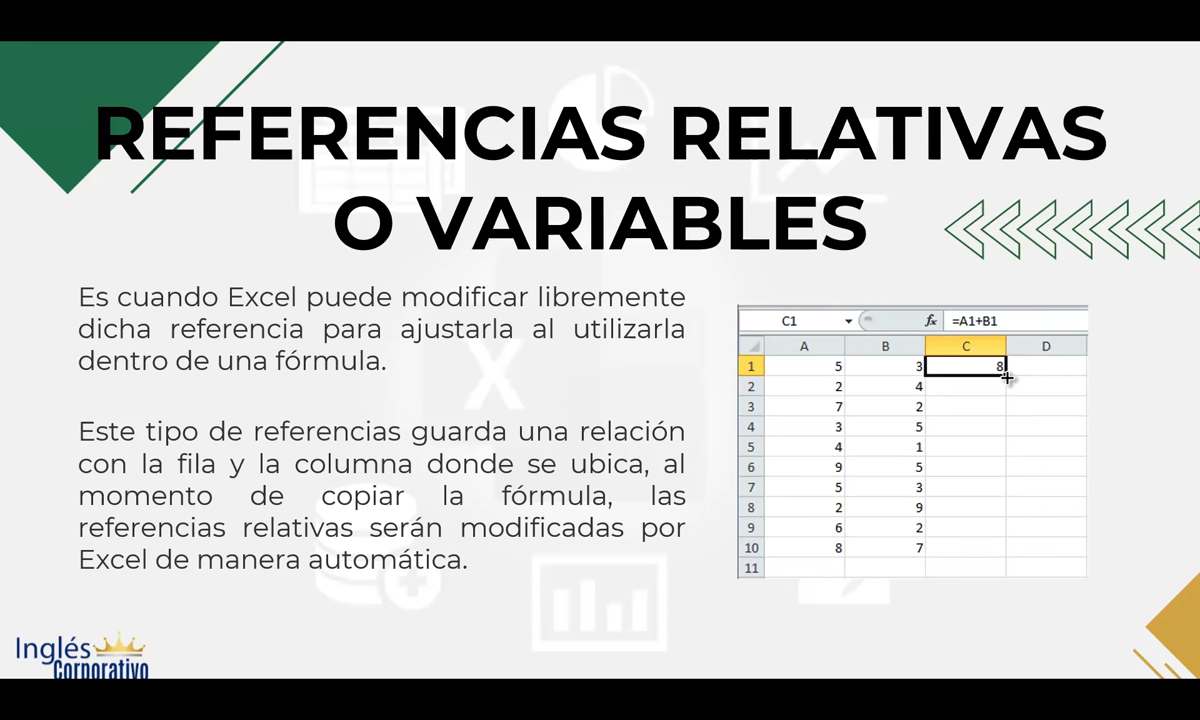 REFERENCIAS RELATIVAS
O VARIABLES
Es cuando Excel puede modificar libremente
dicha referencia para ajustarla al utilizarla
dentro de una fórmula.
Este tipo de referencias guarda una relación
con la fila y la columna donde se ubica, al
momento de copiar la fórmula, las
referencias relativas serán modificadas por
Excel de manera automática.
C1 fx =A1+B1
A B C D
1 5 3 8
2 2 4
3 7 2
4 3 5
5 4 1
6 9 5
7 5 3
8 2 9
9 6 2
10 8 7
11
X
Inglés
Corporativo